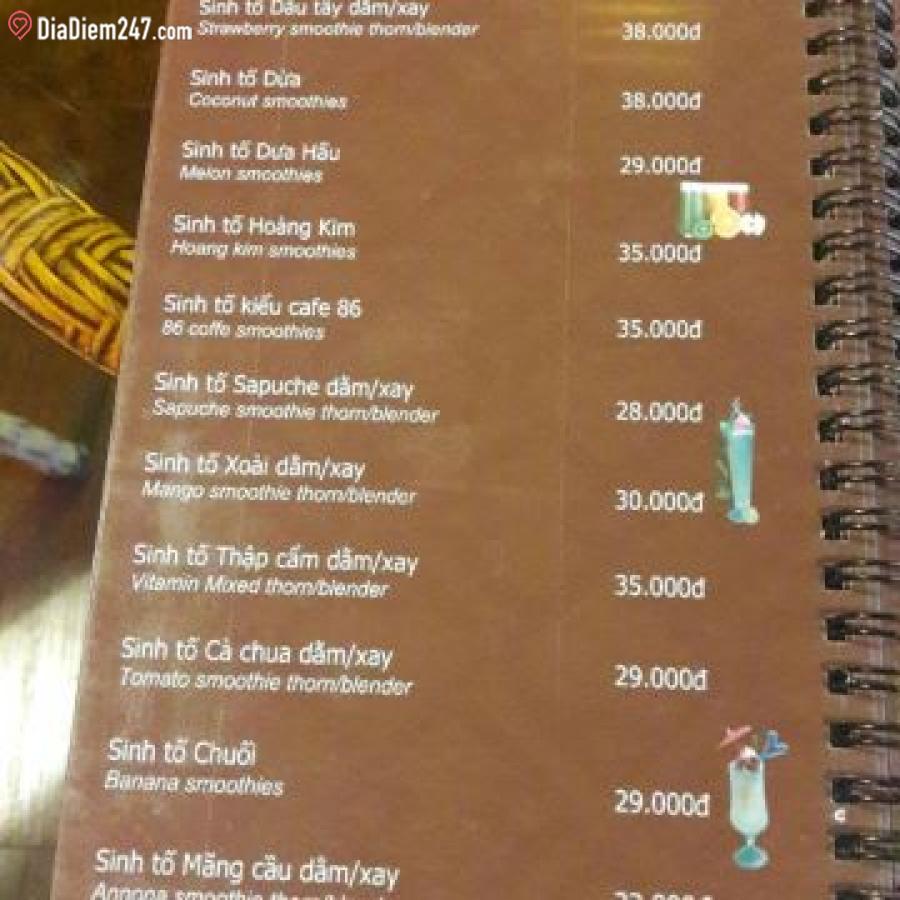 DiaDiem247.com
Sinh tố Dâu tây dầm/xay
Strawberry smoothie thom/blender
38.000đ
Sinh tố Dừa
Coconut smoothies
38.000đ
Sinh tố Dưa Hấu
Melon smoothies
29.000đ
Sinh tố Hoàng Kim
Hoang kim smoothies
35.000đ
Sinh tố kiểu cafe 86
86 coffe smoothies
35.000đ
Sinh tố Sapuche dầm/xay
Sapuche smoothie thom/blender
28.000đ
Sinh tố Xoài dầm/xay
Mango smoothie thom/blender
30.000đ
Sinh tố Thập cẩm dầm/xay
Vitamin Mixed thom/blender
35.000đ
Sinh tố Cà chua dầm/xay
Tomato smoothie thom/blender
29.000đ
Sinh tố Chuối
Banana smoothies
29.000đ
Sinh tố Mãng cầu dầm/xay
Annona smoothie thom/blender